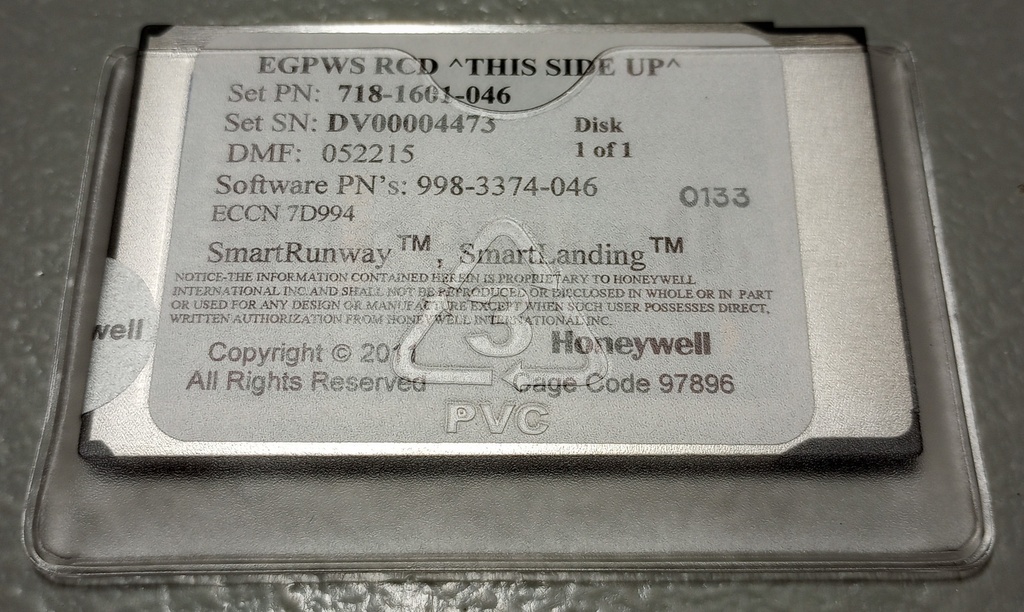 EGPWS RCD ^THIS SIDE UP^
Set PN: 718-1601-046
Set SN: DV00004473 Disk
DMF: 052215 1 of 1
Software PN's: 998-3374-046 0133
ECCN 7D994
SmartRunway™, SmartLanding™
NOTICE-THE INFORMATION CONTAINED HEREIN IS PROPRIETARY TO HONEYWELL
INTERNATIONAL INC. AND SHALL NOT BE REPRODUCED OR DISCLOSED IN WHOLE OR IN PART
OR USED FOR ANY DESIGN OR MANUFACTURE EXCEPT WHEN SUCH USER POSSESSES DIRECT,
WRITTEN AUTHORIZATION FROM HONEYWELL INTERNATIONAL INC.
well
Copyright © Honeywell
All Rights Reserved Cage Code 97896
3
PVC